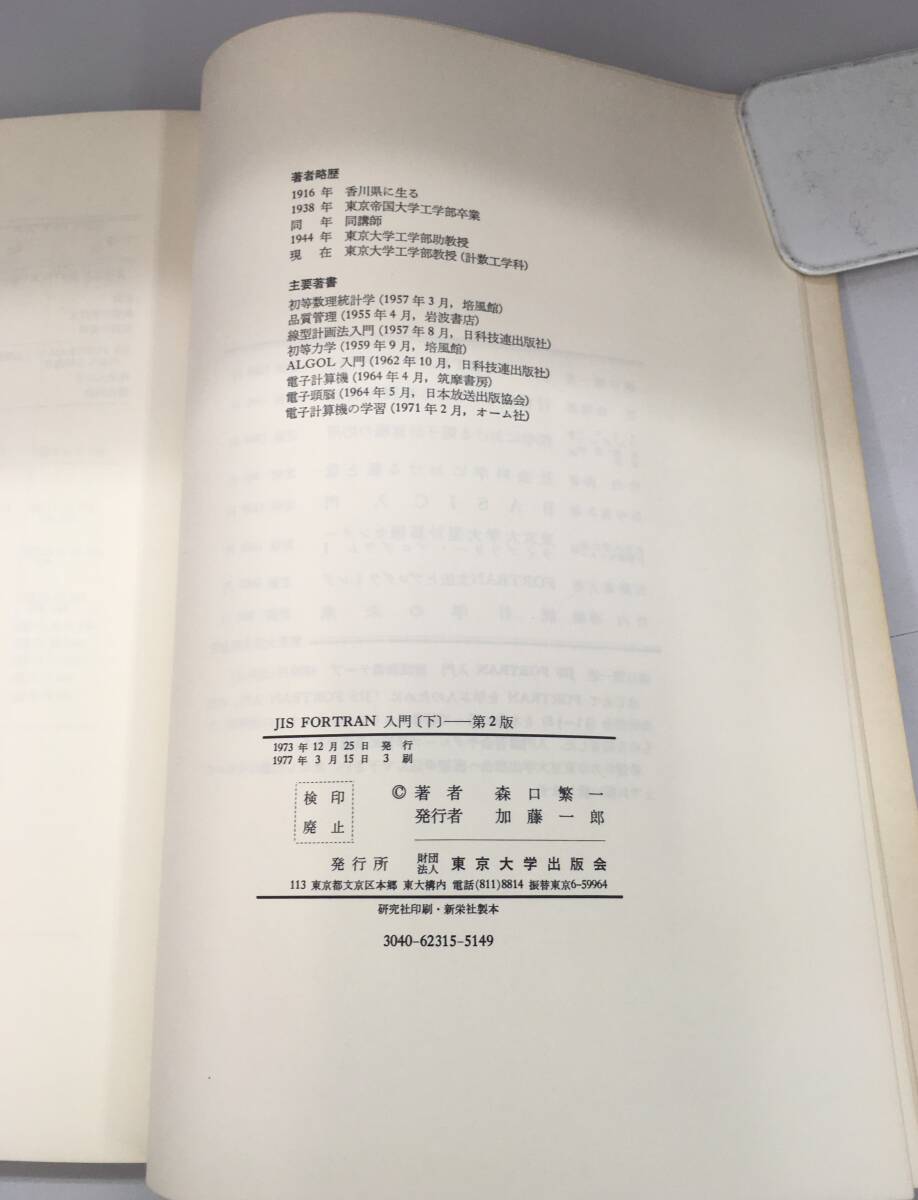 著者略歴
1916 年 香川県に生る
1938 年 東京帝国大学工学部卒業
同 年 同講師
1944 年 東京大学工学部助教授
現 在 東京大学工学部教授 (計数工学科)
主要著書
初等数理統計学 (1957 年 3 月, 培風館)
品質管理 (1955 年 4 月, 岩波書店)
線型計画法入門 (1957 年 8 月, 日科技連出版社)
初等力学 (1959 年 9 月, 培風館)
ALGOL 入門 (1962 年 10 月, 日科技連出版社)
電子計算機 (1964 年 4 月, 筑摩書房)
電子頭脳 (1964 年 5 月, 日本放送出版協会)
電子計算機の学習 (1971 年 2 月, オーム社)
JIS FORTRAN 入門〔下〕——第 2 版
1973 年 12 月 25 日 発 行
1977 年 3 月 15 日 3 刷
検 印
廃 止
© 著 者 森 口 繁 一
発行者 加 藤 一 郎
発 行 所 財団法人 東 京 大 学 出 版 会
113 東京都文京区本郷 東大構内 電話 (811) 8814 振替東京 6-59964
研究社印刷・新栄社製本
3040-62315-5149